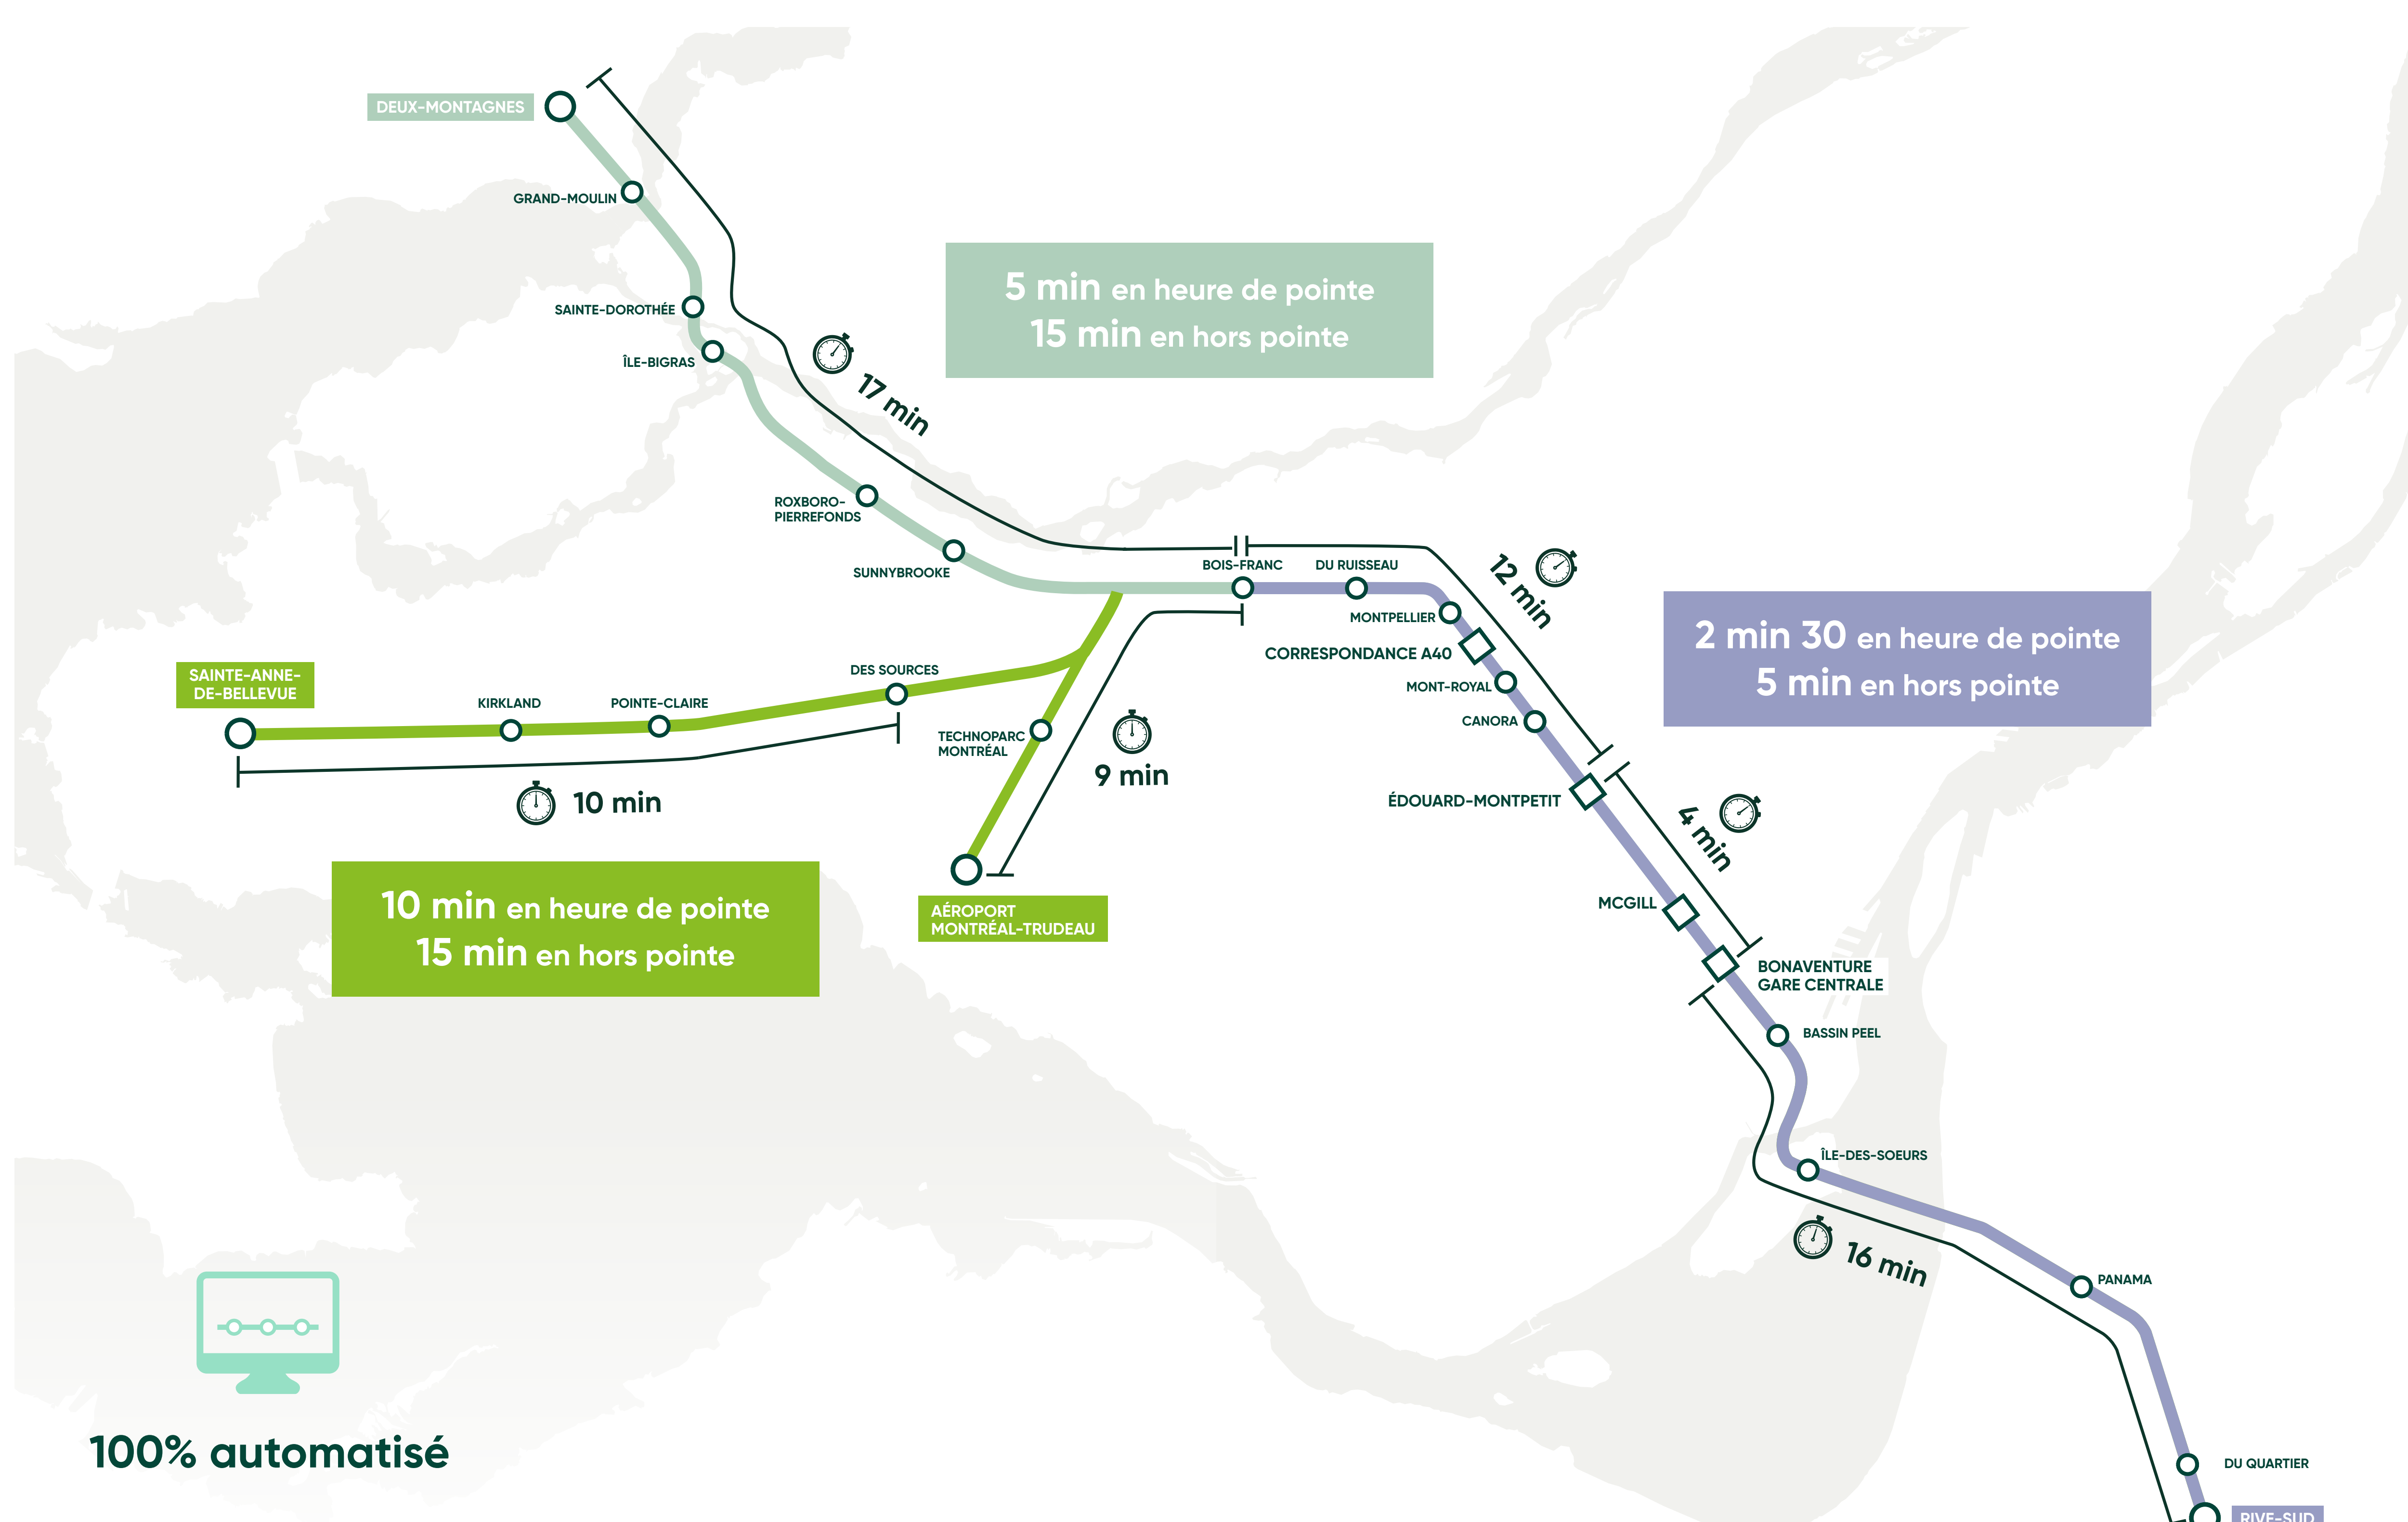 DEUX-MONTAGNES
GRAND-MOULIN
SAINTE-DOROTHÉE
ÎLE-BIGRAS
17 min
5 min en heure de pointe
15 min en hors pointe
ROXBORO-
PIERREFONDS
SUNNYBROOKE
BOIS-FRANC
DU RUISSEAU
MONTPELLIER
CORRESPONDANCE A40
MONT-ROYAL
CANORA
12 min
2 min 30 en heure de pointe
5 min en hors pointe
SAINTE-ANNE-
DE-BELLEVUE
KIRKLAND
POINTE-CLAIRE
DES SOURCES
TECHNOPARC
MONTRÉAL
9 min
10 min
10 min en heure de pointe
15 min en hors pointe
AÉROPORT
MONTRÉAL-TRUDEAU
ÉDOUARD-MONTPETIT
4 min
MCGILL
BONAVENTURE
GARE CENTRALE
BASSIN PEEL
ÎLE-DES-SOEURS
16 min
PANAMA
DU QUARTIER
RIVE-SUD
100% automatisé